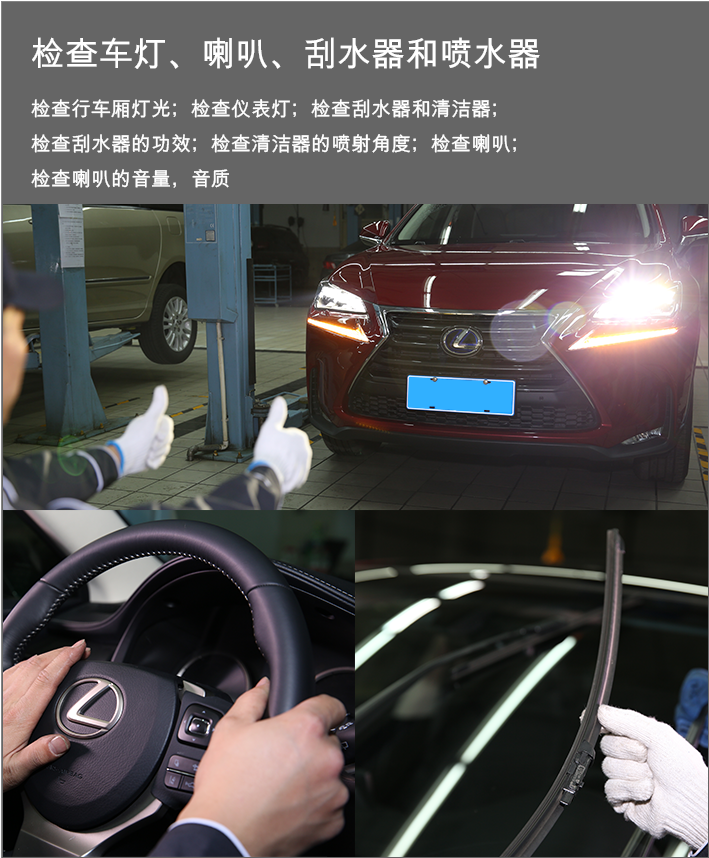 检查车灯、喇叭、刮水器和喷水器
检查行车厢灯光；检查仪表灯；检查刮水器和清洁器；
检查刮水器的功效；检查清洁器的喷射角度；检查喇叭；
检查喇叭的音量，音质